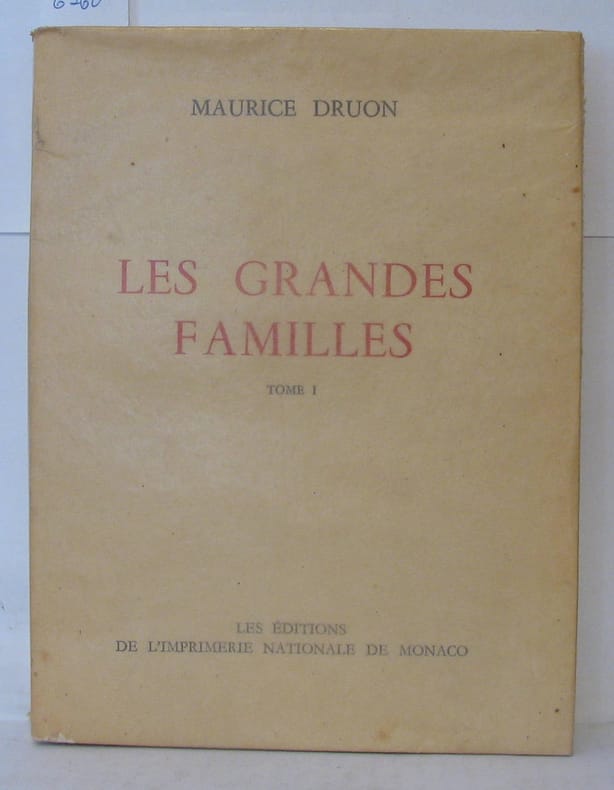 MAURICE DRUON
LES GRANDES
FAMILLES
TOME I
LES ÉDITIONS
DE L'IMPRIMERIE NATIONALE DE MONACO